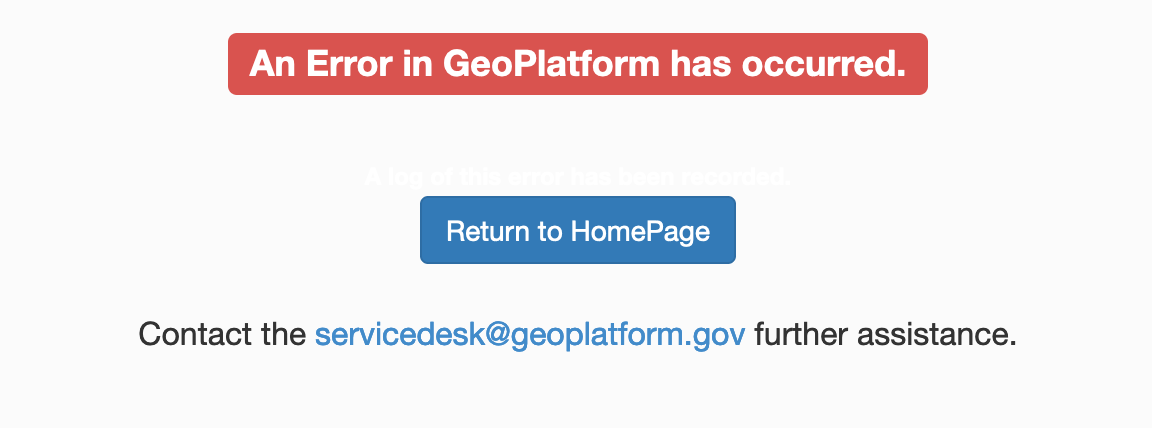 An Error in GeoPlatform has occurred.
A log of this error has been recorded.
Return to HomePage
Contact the servicedesk@geoplatform.gov further assistance.